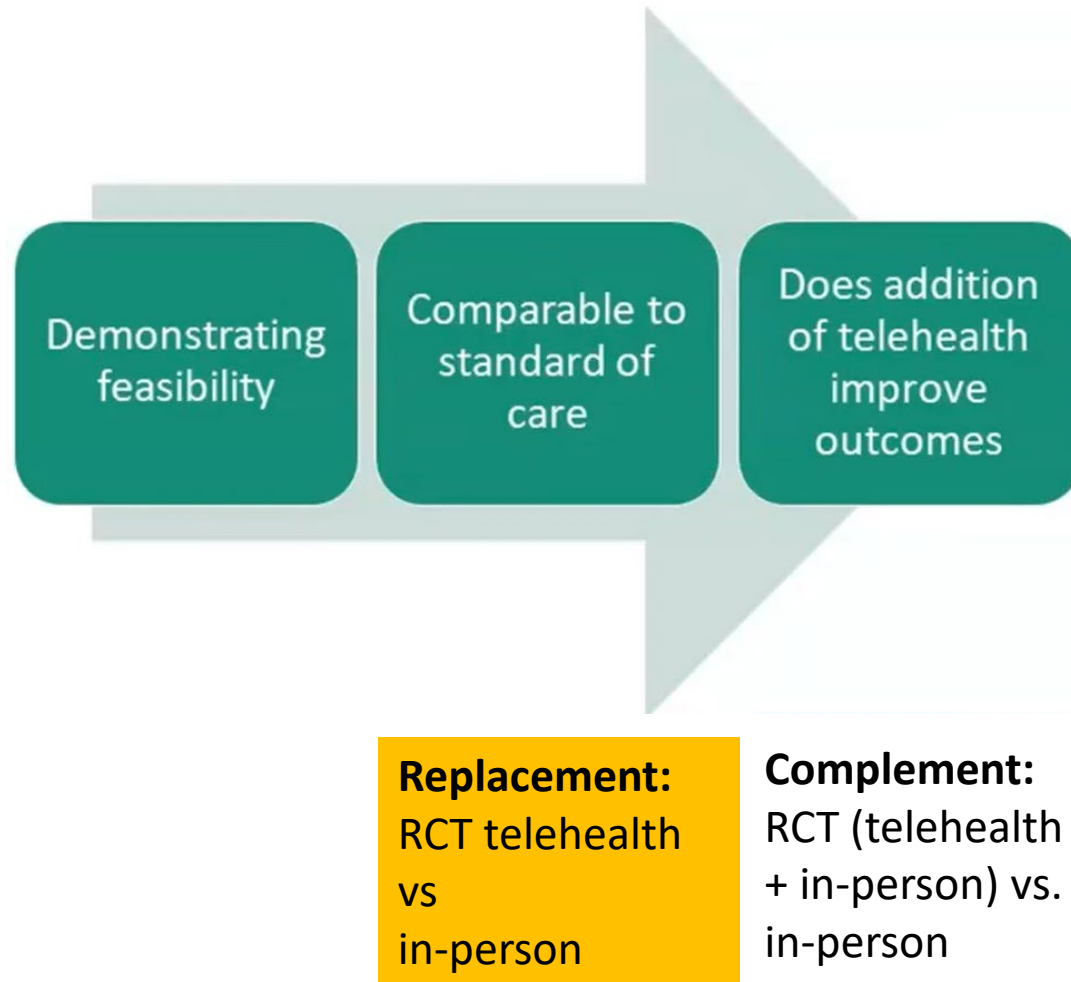 Demonstrating
feasibility
Comparable to
standard of
care
Does addition
of telehealth
improve
outcomes
Replacement:
RCT telehealth
vs
in-person
Complement:
RCT (telehealth
+ in-person) vs.
in-person